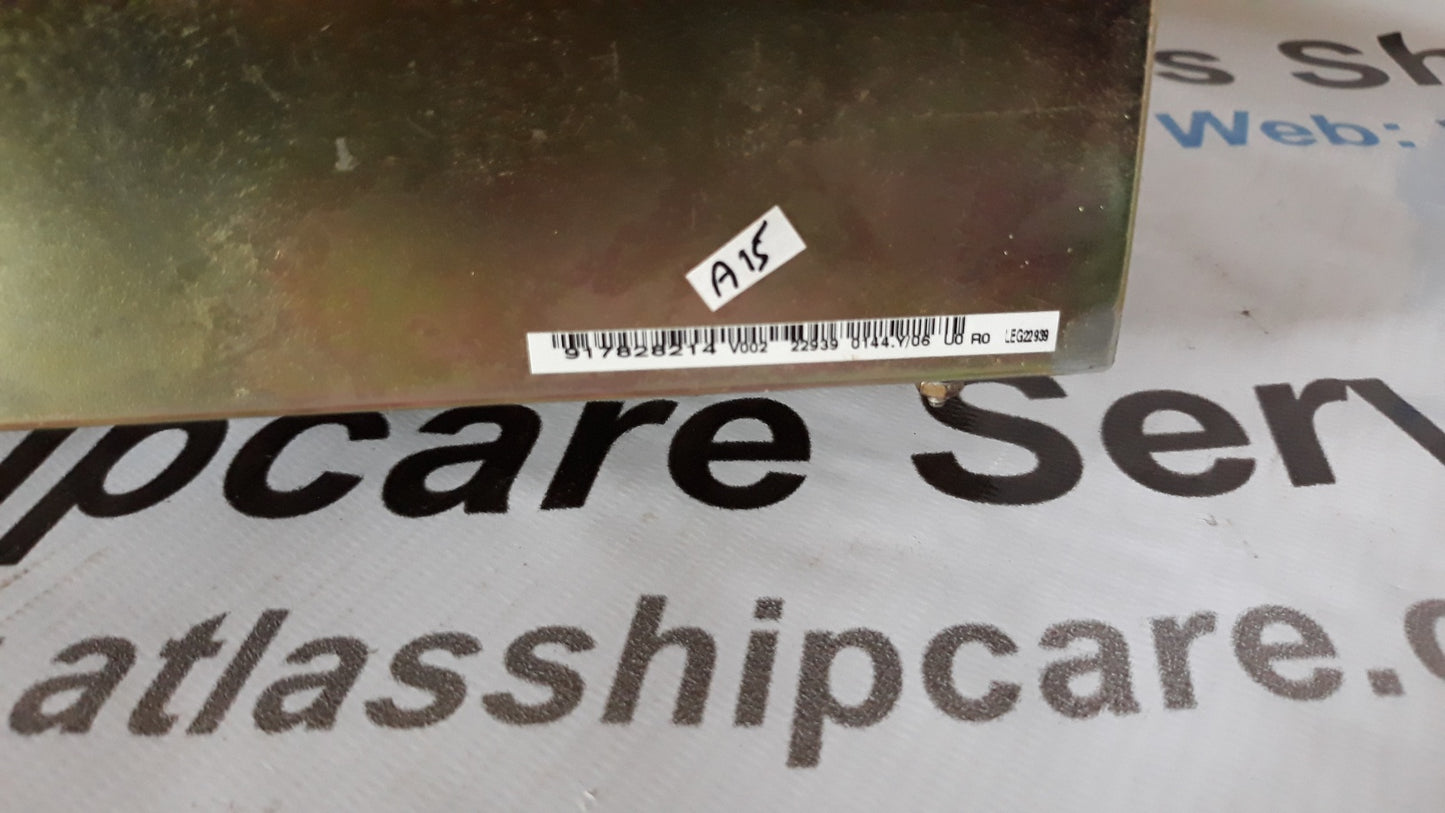 s Sh
Web:
A15
917828214 V002 22939 0144.Y/06 U0 R0 LEG22939
pcare Serv
atlasshipcare.c